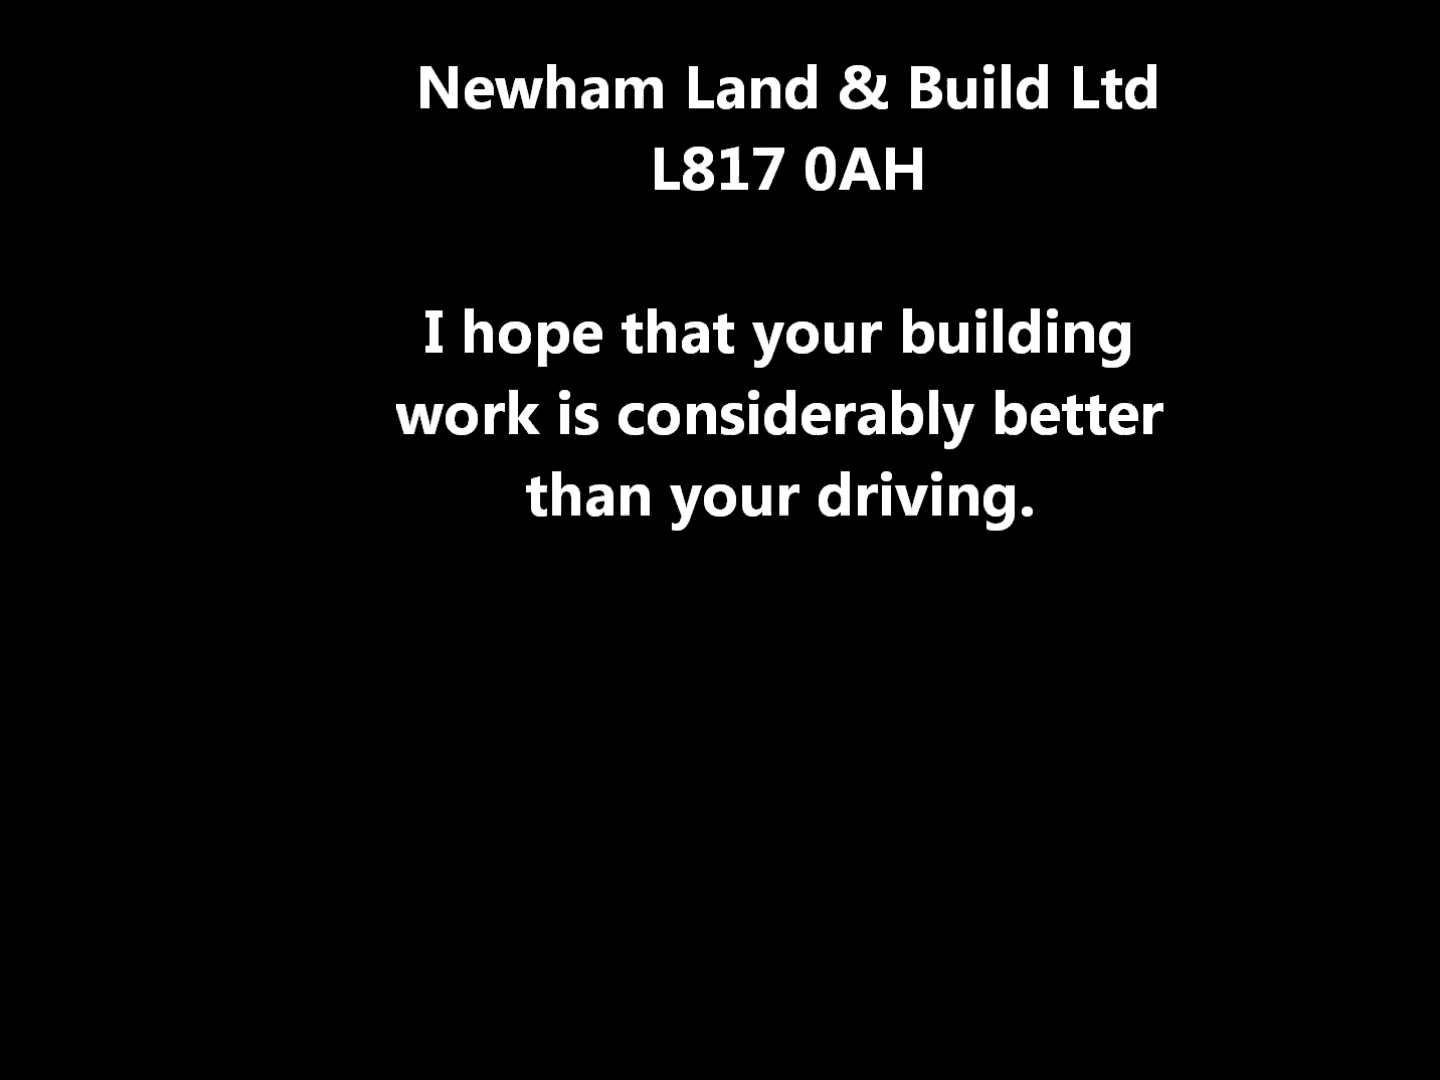 Newham Land & Build Ltd
L817 0AH
I hope that your building
work is considerably better
than your driving.